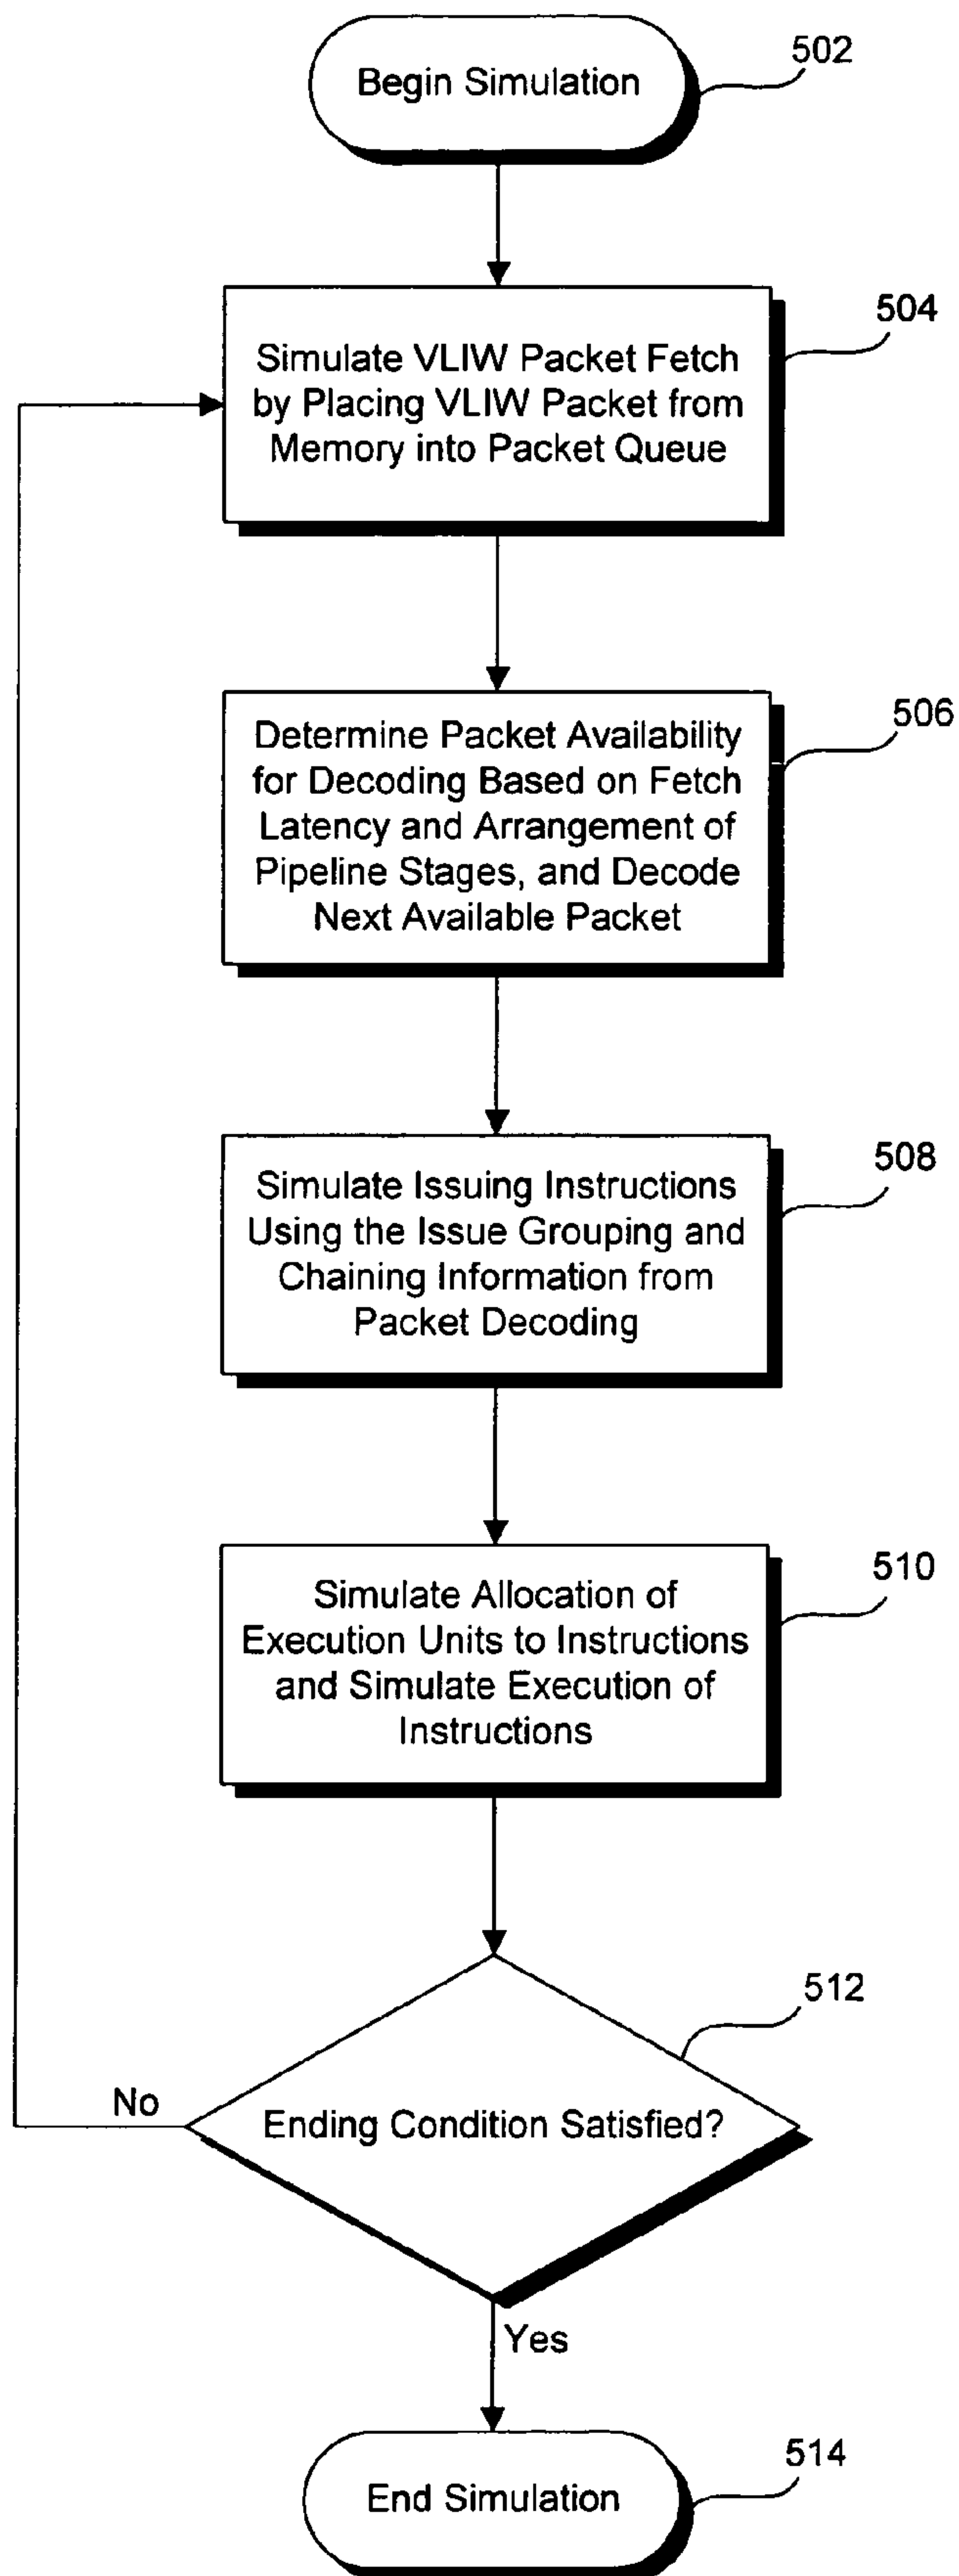 502
Begin Simulation
504
Simulate VLIW Packet Fetch
by Placing VLIW Packet from
Memory into Packet Queue
506
Determine Packet Availability
for Decoding Based on Fetch
Latency and Arrangement of
Pipeline Stages, and Decode
Next Available Packet
508
Simulate Issuing Instructions
Using the Issue Grouping and
Chaining Information from
Packet Decoding
510
Simulate Allocation of
Execution Units to Instructions
and Simulate Execution of
Instructions
512
No
Ending Condition Satisfied?
Yes
514
End Simulation